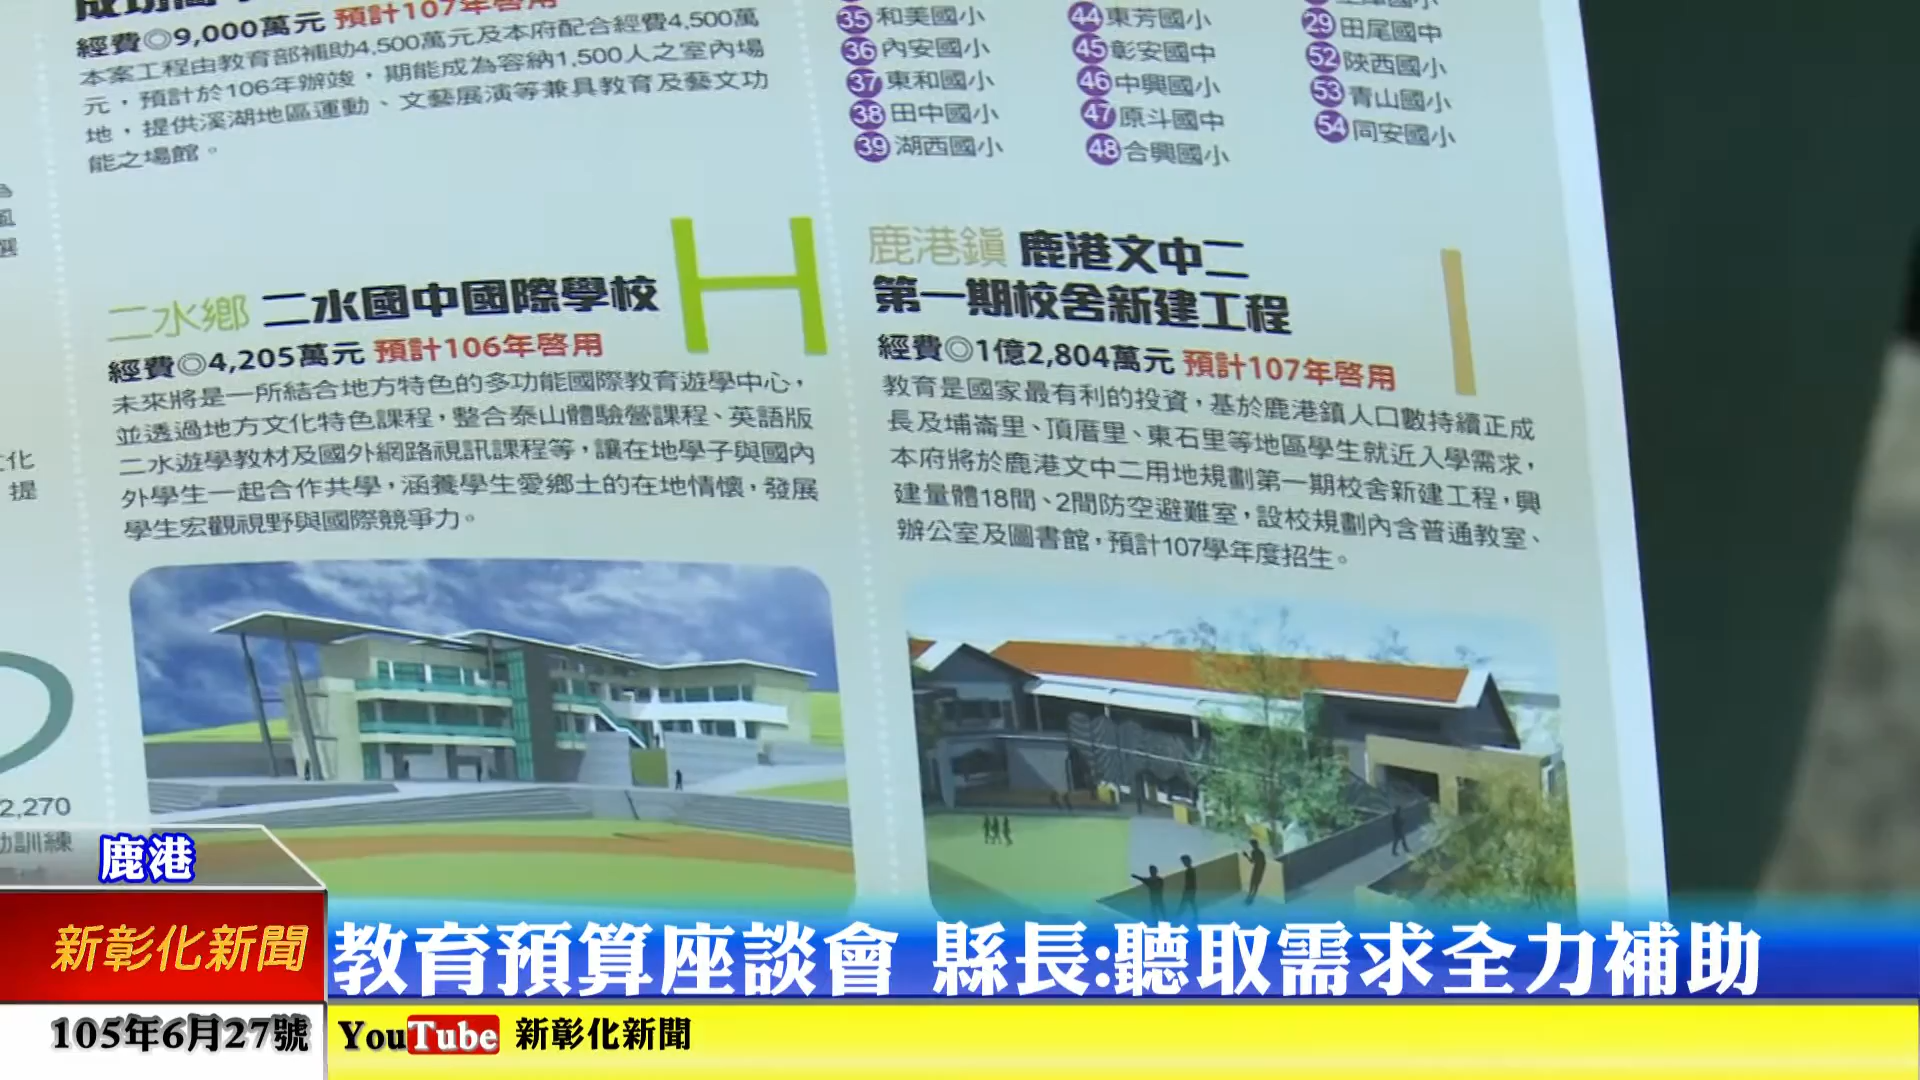 經費◎9,000萬元 預計107年啓用
本案工程由教育部補助4,500萬元及本府配合經費4,500萬
元，預計於106年辦竣，期能成為容納1,500人之室內場
地，提供溪湖地區運動、文藝展演等兼具教育及藝文功
能之場館。
35 和美國小
36 內安國小
37 東和國小
38 田中國小
39 湖西國小
44 東芳國小
45 彰安國中
46 中興國小
47 原斗國中
48 合興國小
29 田尾國中
52 陝西國小
53 青山國小
54 同安國小
二水鄉 二水國中國際學校
H
經費◎4,205萬元 預計106年啓用
未來將是一所結合地方特色的多功能國際教育遊學中心，
並透過地方文化特色課程，整合泰山體驗營課程、英語版
二水遊學教材及國外網路視訊課程等，讓在地學子與國內
外學生一起合作共學，涵養學生愛鄉土的在地情懷，發展
學生宏觀視野與國際競爭力。
鹿港鎮 鹿港文中二
第一期校舍新建工程
I
經費◎1億2,804萬元 預計107年啓用
教育是國家最有利的投資，基於鹿港鎮人口數持續正成
長及埔崙里、頂厝里、東石里等地區學生就近入學需求，
本府將於鹿港文中二用地規劃第一期校舍新建工程，興
建量體18間、2間防空避難室，設校規劃內含普通教室、
辦公室及圖書館，預計107學年度招生。
化
提
2,270
訓練
鹿港
新彰化新聞
教育預算座談會 縣長:聽取需求全力補助
105年6月27號
YouTube 新彰化新聞